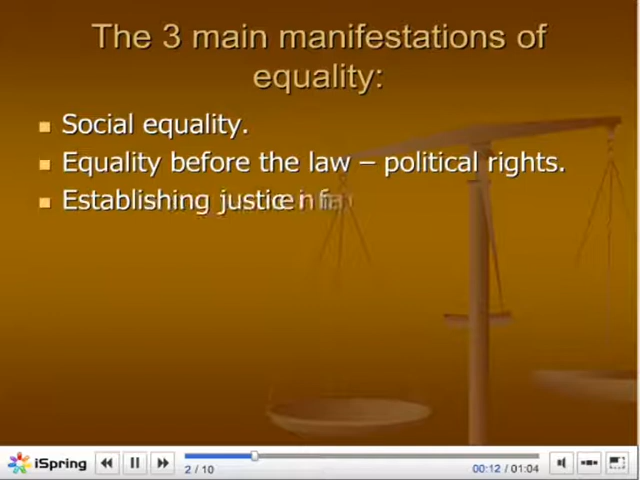 The 3 main manifestations of
equality:
Social equality.
Equality before the law – political rights.
Establishing justice
iSpring
2 / 10
00:12 / 01:04